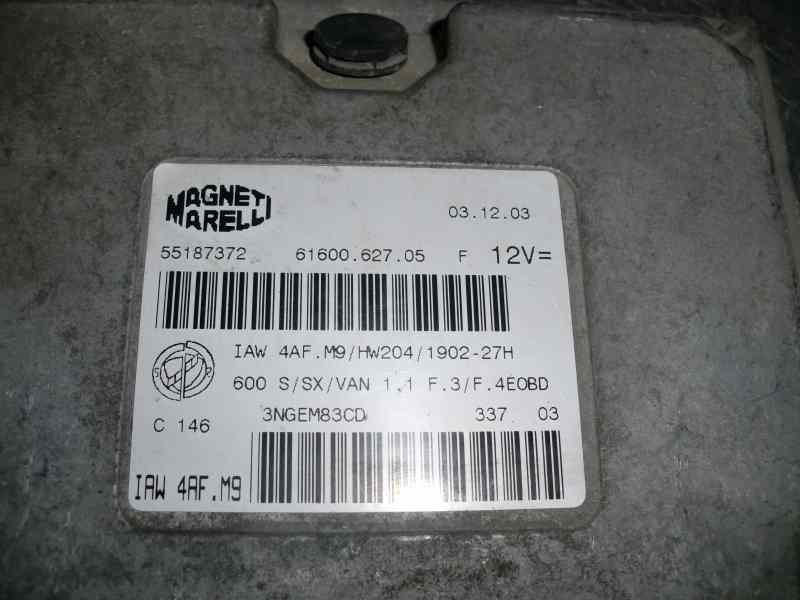 MAGNETI
MARELLI
03.12.03
55187372 61600.627.05 F 12V=
IAW 4AF.M9/HW204/1902-27H
600 S/SX/VAN 1.1 F.3/F.4EOBD
3NGEM83CD 337 03
C 146
IAW 4AF.M9